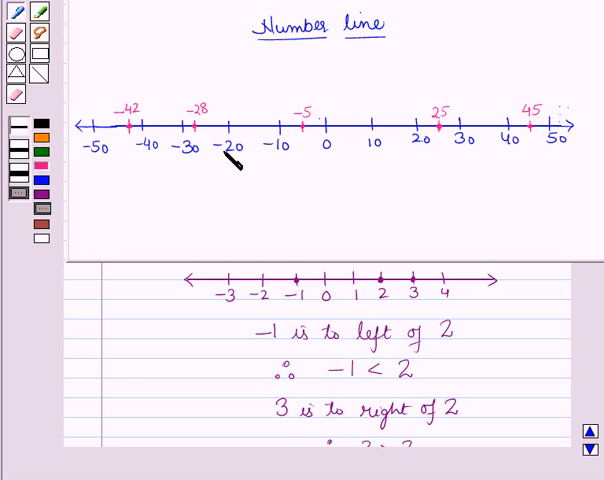 Number line
-42 -28 -5 25 45
-50 -40 -30 -20 -10 0 10 20 30 40 50
-3 -2 -1 0 1 2 3 4
-1 is to left of 2
∴ -1 < 2
3 is to right of 2